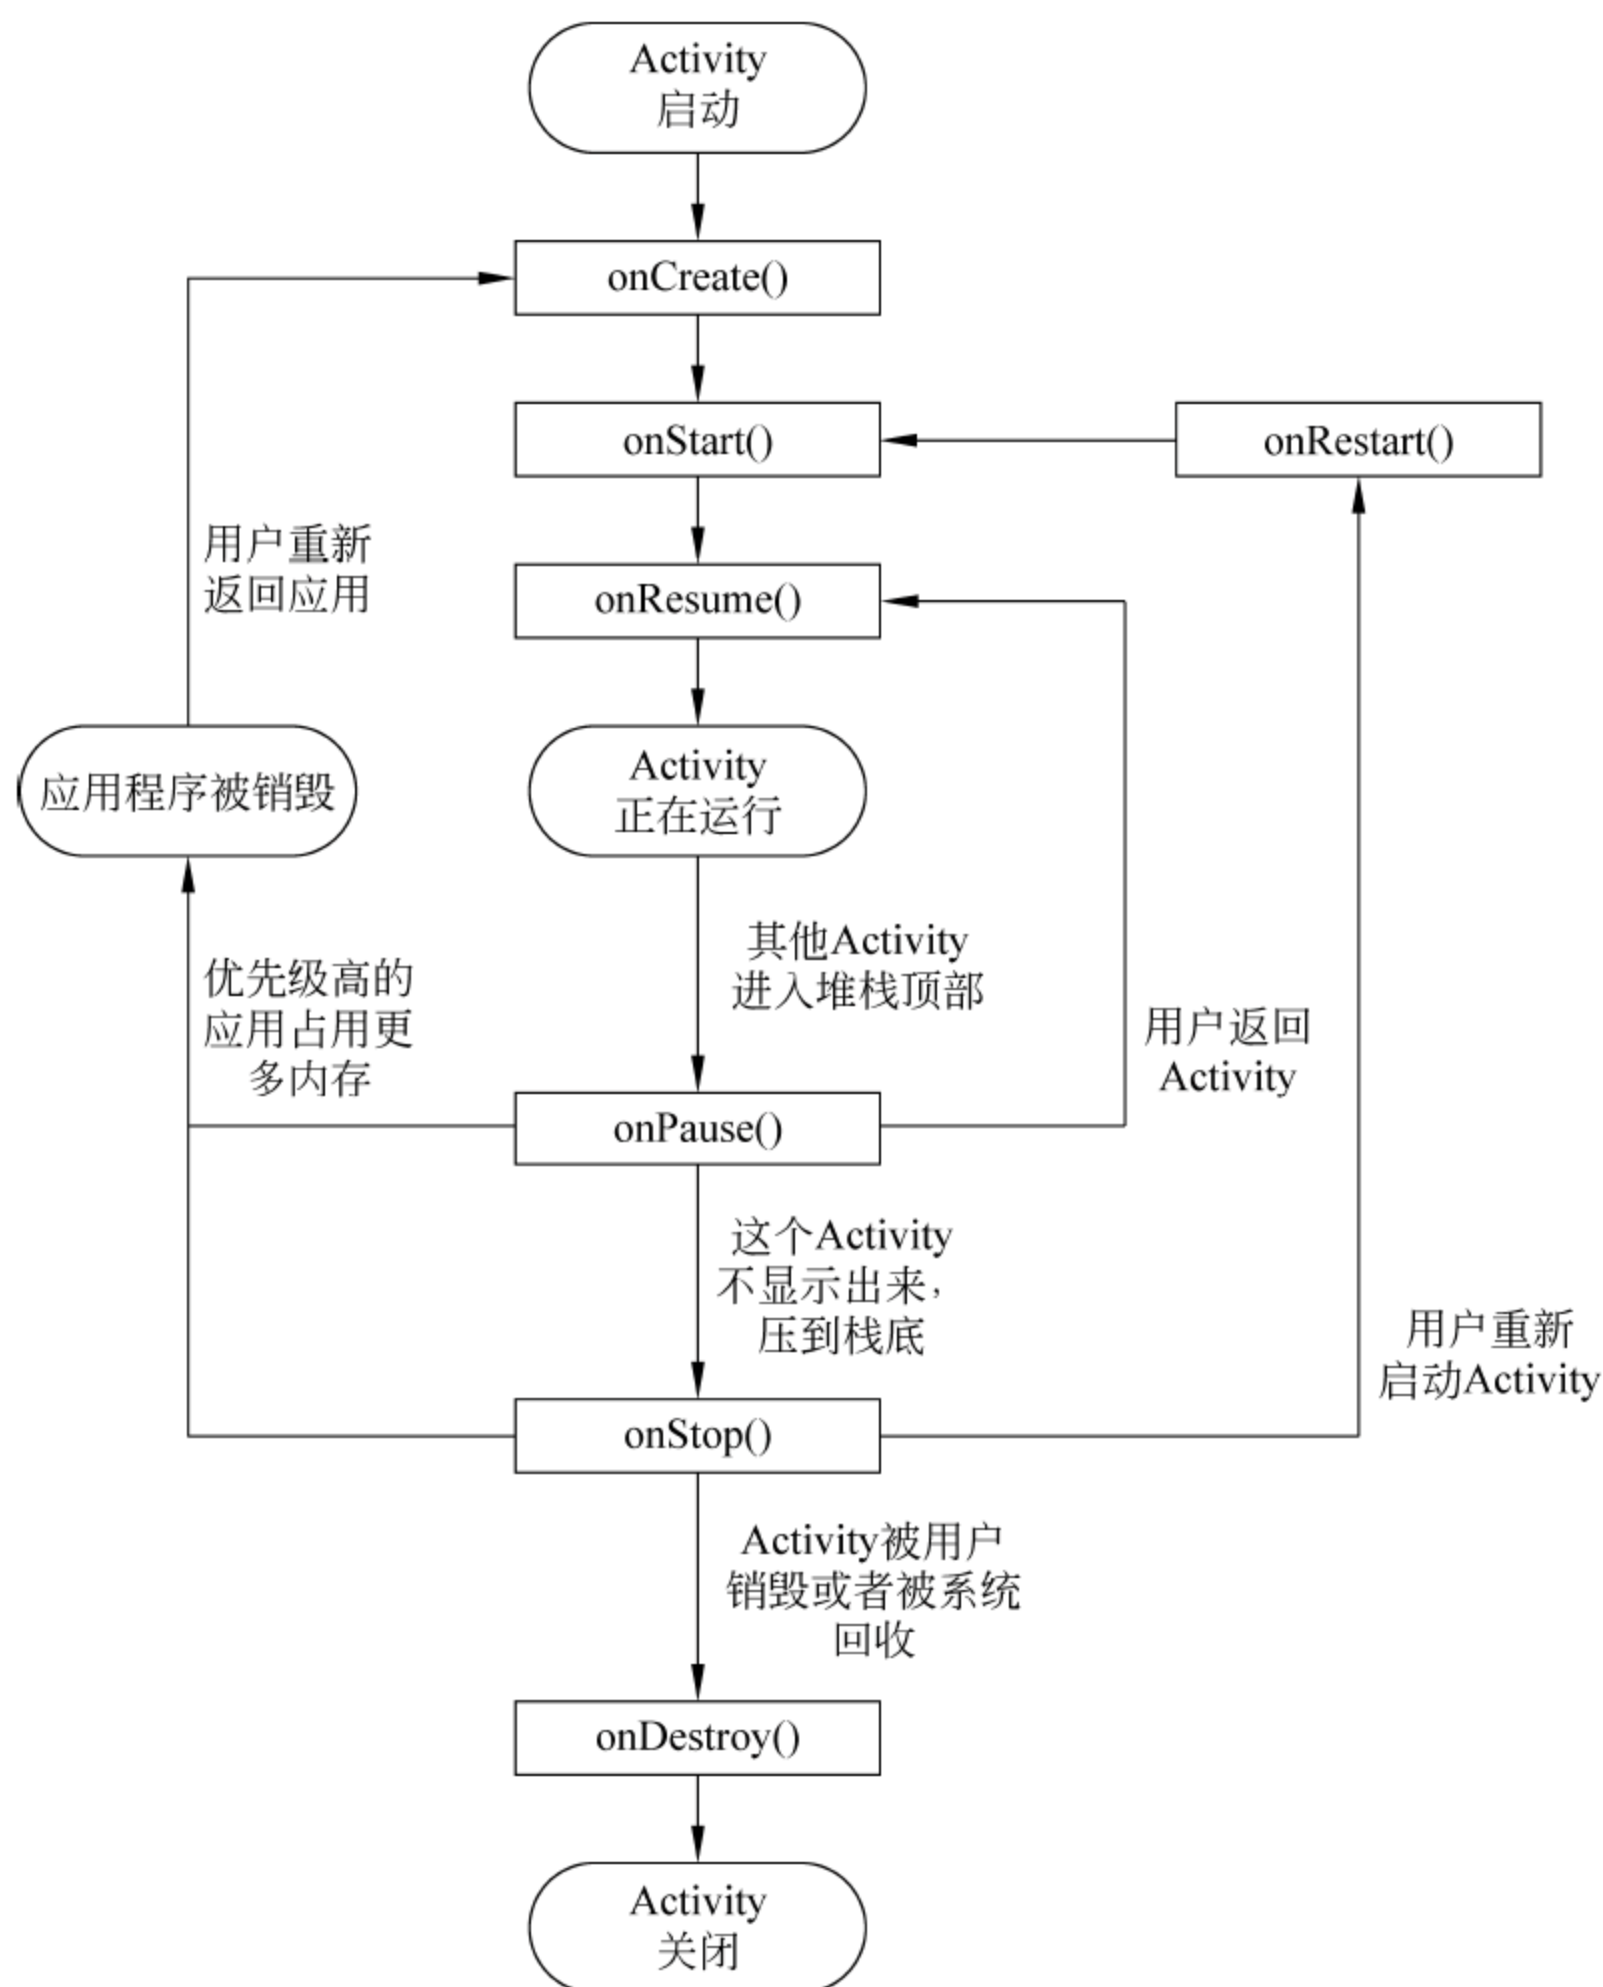 Activity
启动
onCreate()
onStart()
onRestart()
用户重新
返回应用
onResume()
应用程序被销毁
Activity
正在运行
其他Activity
进入堆栈顶部
优先级高的
应用占用更
多内存
用户返回
Activity
onPause()
这个Activity
不显示出来，
压到栈底
用户重新
启动Activity
onStop()
Activity被用户
销毁或者被系统
回收
onDestroy()
Activity
关闭